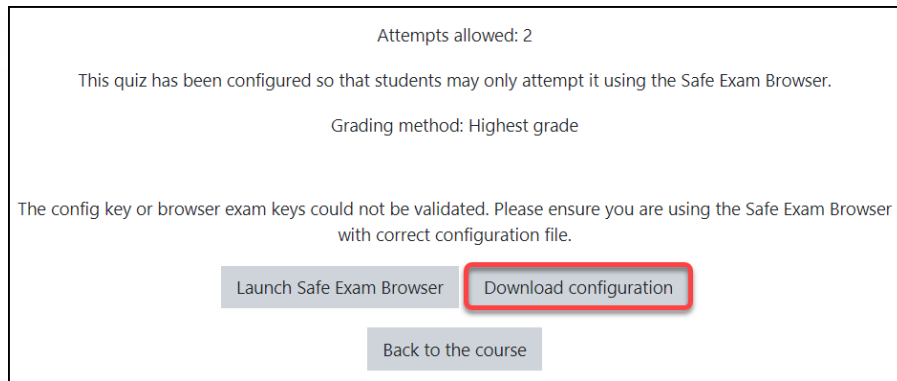 Attempts allowed: 2
This quiz has been configured so that students may only attempt it using the Safe Exam Browser.
Grading method: Highest grade
The config key or browser exam keys could not be validated. Please ensure you are using the Safe Exam Browser
with correct configuration file.
Launch Safe Exam Browser
Download configuration
Back to the course